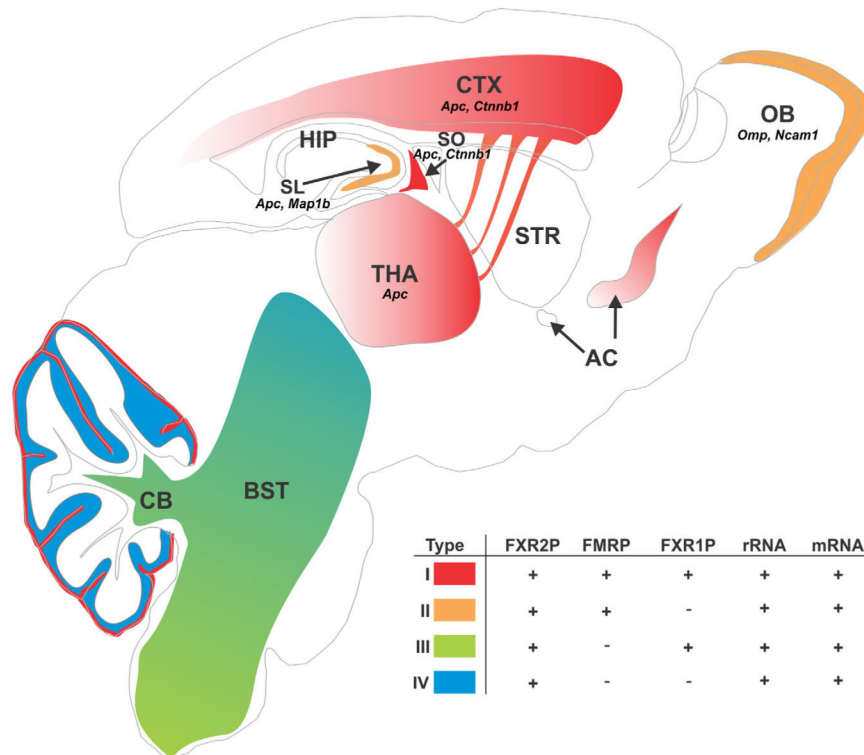 CTX
Apc, Ctnnb1
OB
Omp, Ncam1
HIP
SO
Apc, Ctnnb1
SL
Apc, Map1b
STR
THA
Apc
AC
CB
BST
Type FXR2P FMRP FXR1P rRNA mRNA
I + + + + +
II + + - + +
III + - + + +
IV + - - + +